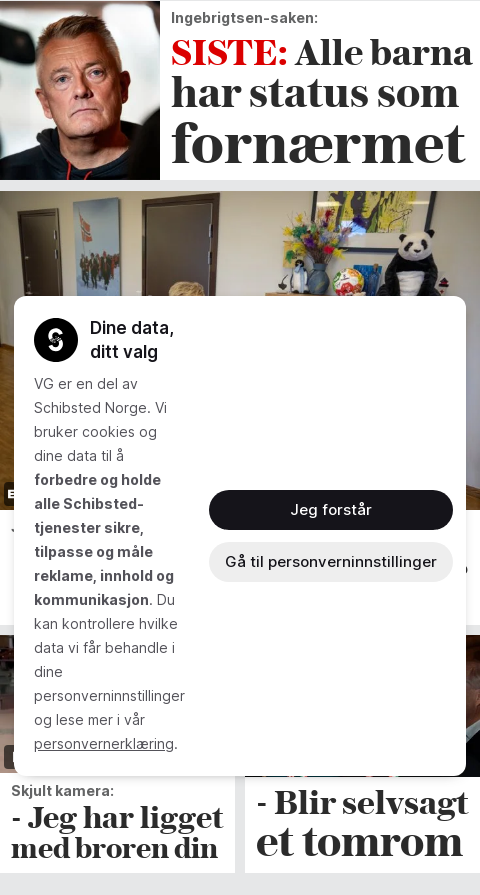 Ingebrigtsen-saken:
SISTE: Alle barna
har status som
fornærmet
Dine data,
ditt valg
VG er en del av
Schibsted Norge. Vi
bruker cookies og
dine data til å
forbedre og holde
alle Schibsted-
tjenester sikre,
tilpasse og måle
reklame, innhold og
kommunikasjon. Du
kan kontrollere hvilke
data vi får behandle i
dine
personverninnstillinger
og lese mer i vår
personvernerklæring.
Jeg forstår
Gå til personverninnstillinger
Skjult kamera:
- Jeg har ligget
med broren din
- Blir selvsagt
et tomrom